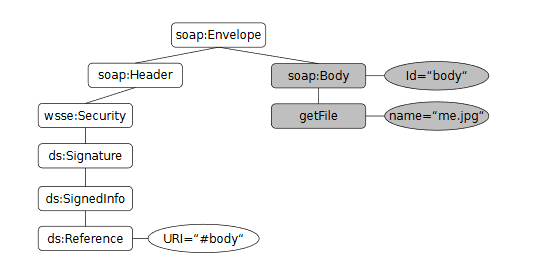 soap:Envelope
soap:Header
soap:Body
Id="body"
wsse:Security
getFile
name="me.jpg"
ds:Signature
ds:SignedInfo
ds:Reference
URI="#body"